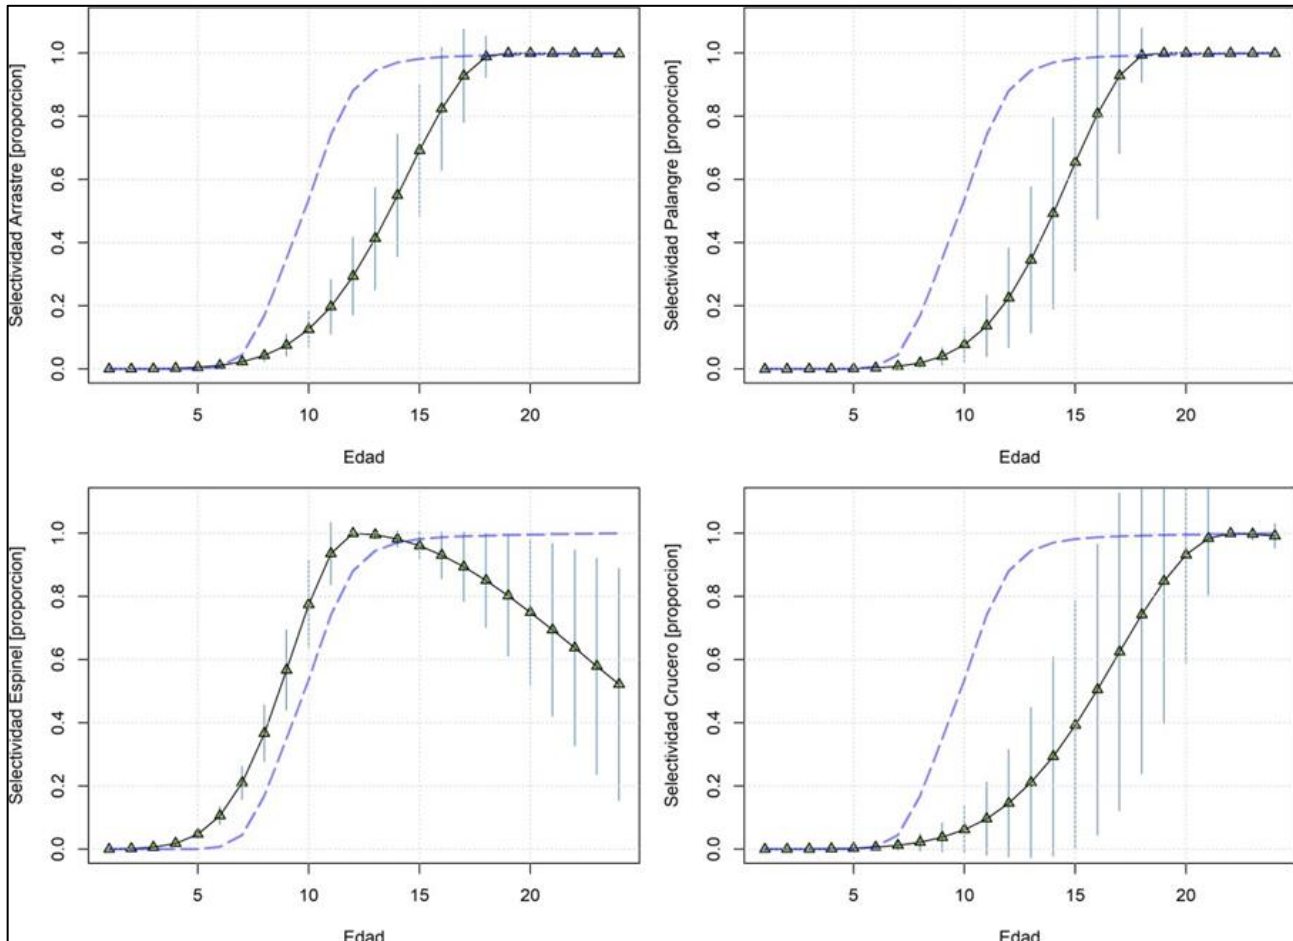 Selectividad Arrastre [proporcion]
0.0 0.2 0.4 0.6 0.8 1.0
5 10 15 20
Edad
Selectividad Palangre [proporcion]
0.0 0.2 0.4 0.6 0.8 1.0
5 10 15 20
Edad
Selectividad Espinel [proporcion]
0.0 0.2 0.4 0.6 0.8 1.0
5 10 15 20
Edad
Selectividad Crucero [proporcion]
0.0 0.2 0.4 0.6 0.8 1.0
5 10 15 20
Edad